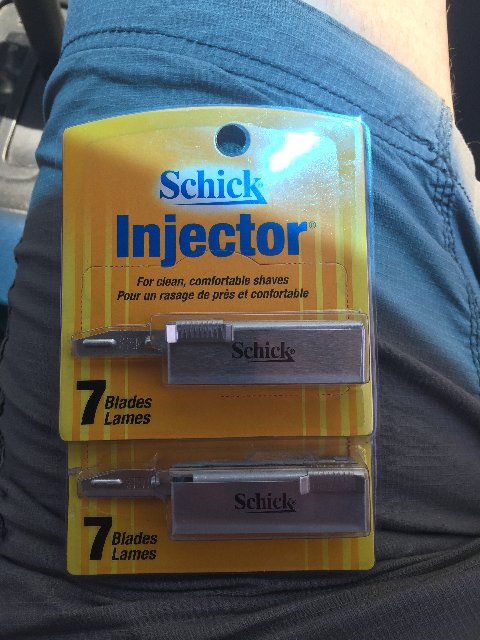 Schick
Injector®
For clean, comfortable shaves
Pour un rasage de près et confortable
Schick®
7 Blades
Lames
Schick®
7 Blades
Lames